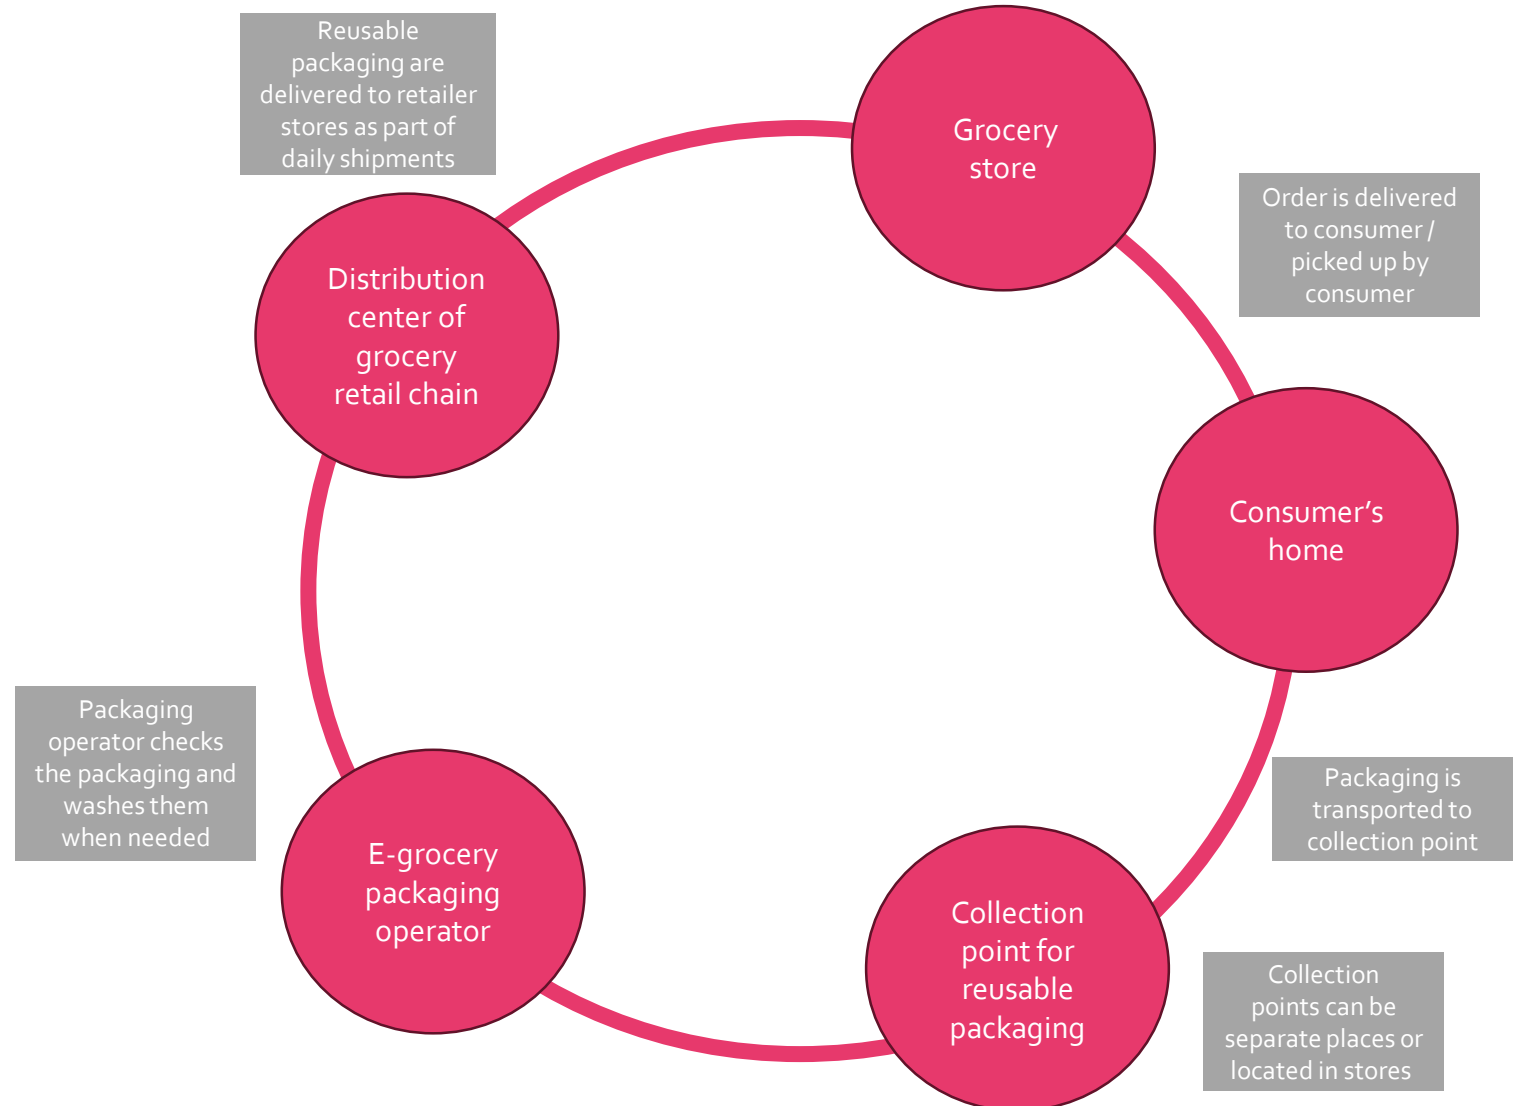 Reusable
packaging are
delivered to retailer
stores as part of
daily shipments
Grocery
store
Order is delivered
to consumer /
picked up by
consumer
Distribution
center of
grocery
retail chain
Consumer’s
home
Packaging
operator checks
the packaging and
washes them
when needed
Packaging is
transported to
collection point
E-grocery
packaging
operator
Collection
point for
reusable
packaging
Collection
points can be
separate places or
located in stores